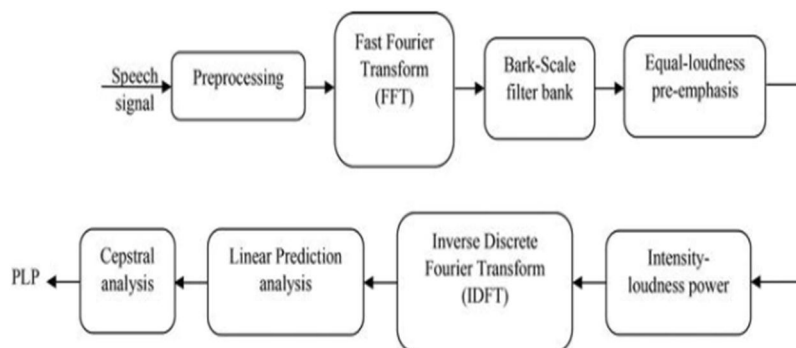 Speech
signal
Preprocessing
Fast Fourier
Transform
(FFT)
Bark-Scale
filter bank
Equal-loudness
pre-emphasis
PLP
Cepstral
analysis
Linear Prediction
analysis
Inverse Discrete
Fourier Transform
(IDFT)
Intensity-
loudness power